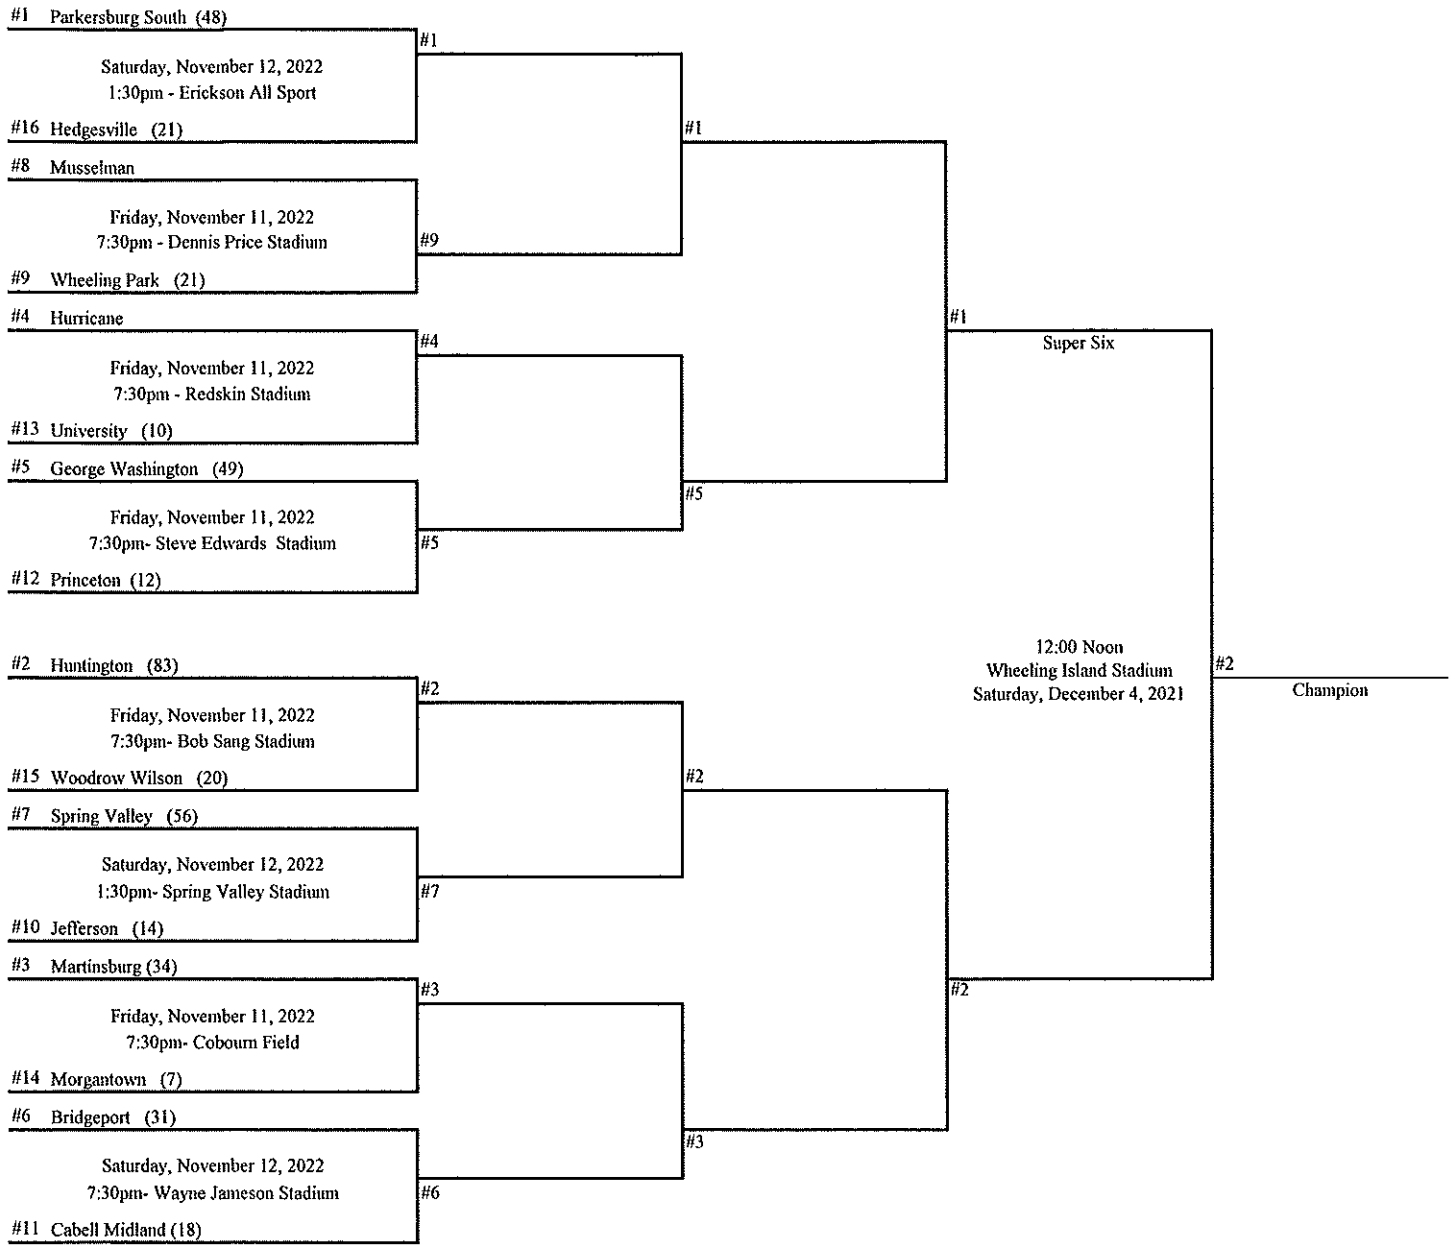 #1 Parkersburg South (48)
#1
Saturday, November 12, 2022
1:30pm - Erickson All Sport
#16 Hedgesville (21)
#1
#8 Musselman
Friday, November 11, 2022
7:30pm - Dennis Price Stadium
#9
#9 Wheeling Park (21)
#4 Hurricane
#1
Super Six
#4
Friday, November 11, 2022
7:30pm - Redskin Stadium
#13 University (10)
#5 George Washington (49)
#5
Friday, November 11, 2022
7:30pm- Steve Edwards Stadium
#5
#12 Princeton (12)
12:00 Noon
Wheeling Island Stadium
Saturday, December 4, 2021
#2
Champion
#2 Huntington (83)
#2
Friday, November 11, 2022
7:30pm- Bob Sang Stadium
#15 Woodrow Wilson (20)
#2
#7 Spring Valley (56)
Saturday, November 12, 2022
1:30pm- Spring Valley Stadium
#7
#10 Jefferson (14)
#3 Martinsburg (34)
#3
#2
Friday, November 11, 2022
7:30pm- Cobourn Field
#14 Morgantown (7)
#6 Bridgeport (31)
#3
Saturday, November 12, 2022
7:30pm- Wayne Jameson Stadium
#6
#11 Cabell Midland (18)